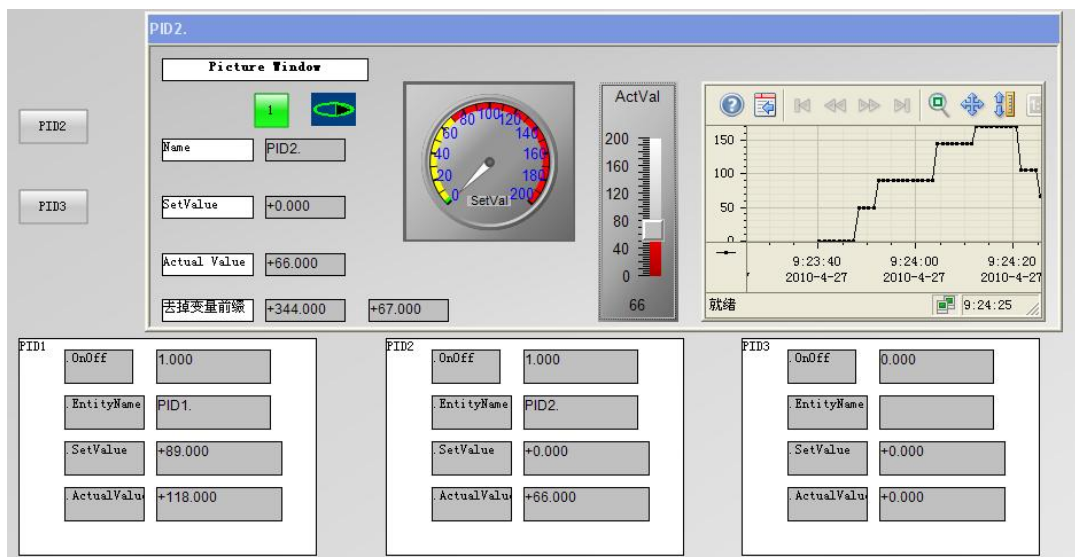 PID2.
Picture Window
1
PID2
Name PID2.
PID3
SetValue +0.000
Actual Value +66.000
去掉变量前缀 +344.000 +67.000
0 20 40 60 80 100 120 140 160 180 200
SetVal
ActVal
200
160
120
80
40
0
66
150
100
50
0
9:23:40 9:24:00 9:24:20
2010-4-27 2010-4-27 2010-4-27
就绪 9:24:25
PID1
.OnOff 1.000
.EntityName PID1.
.SetValue +89.000
.ActualValu +118.000
PID2
.OnOff 1.000
.EntityName PID2.
.SetValue +0.000
.ActualValu +66.000
PID3
.OnOff 0.000
.EntityName
.SetValue +0.000
.ActualValu +0.000